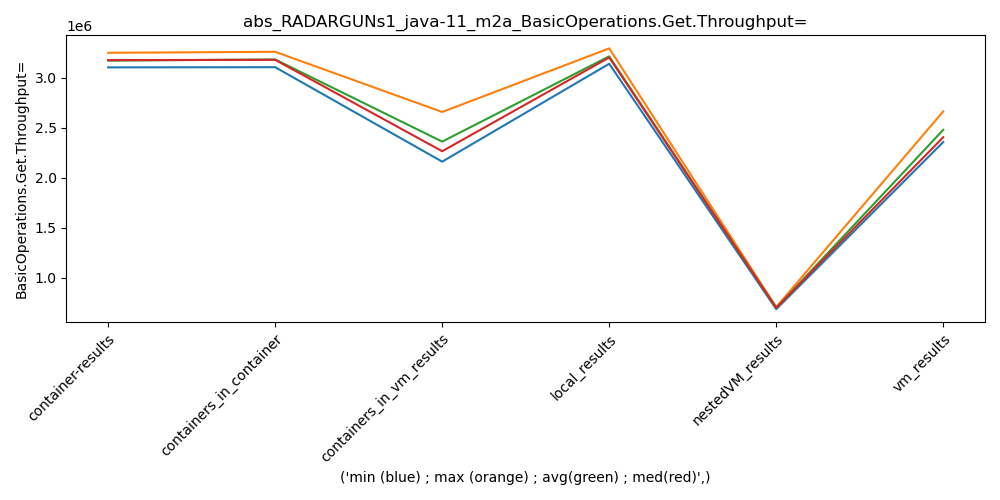 abs_RADARGUNs1_java-11_m2a_BasicOperations.Get.Throughput=
1e6
3.0
2.5
2.0
1.5
1.0
BasicOperations.Get.Throughput=
container-results
containers_in_container
containers_in_vm_results
local_results
nestedVM_results
vm_results
('min (blue) ; max (orange) ; avg(green) ; med(red)',)